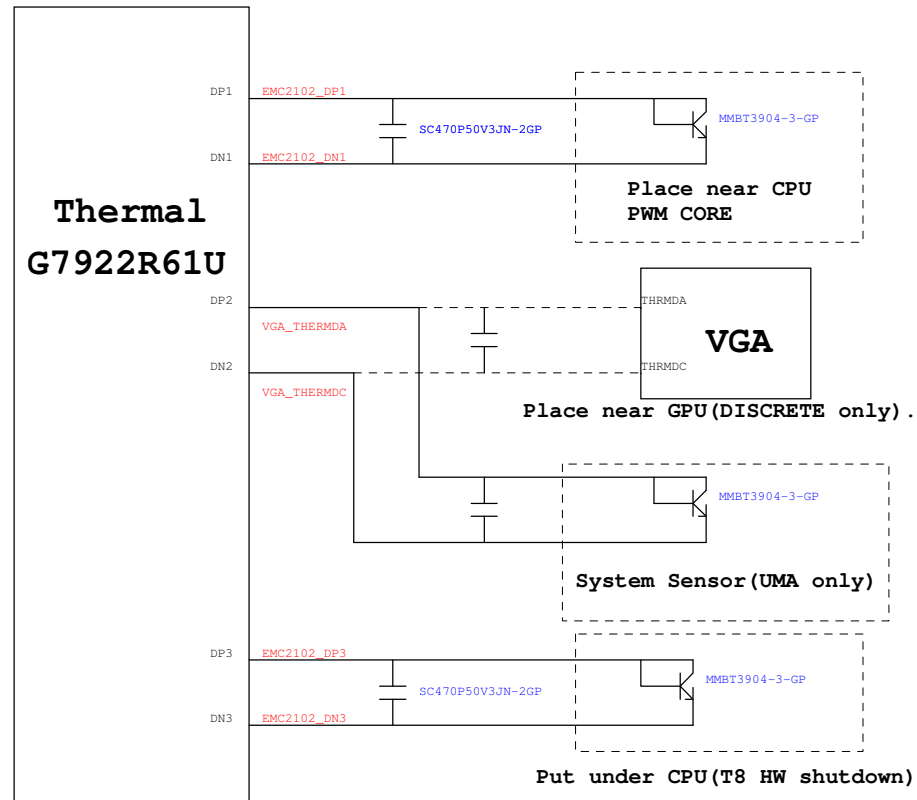 DP1
EMC2102_DP1
SC470P50V3JN-2GP
MMBT3904-3-GP
DN1
EMC2102_DN1
Place near CPU
PWM CORE
Thermal
G7922R61U
DP2
VGA_THERMDA
THRMDA
VGA
DN2
VGA_THERMDC
THRMDC
Place near GPU(DISCRETE only).
MMBT3904-3-GP
System Sensor(UMA only)
DP3
EMC2102_DP3
SC470P50V3JN-2GP
MMBT3904-3-GP
DN3
EMC2102_DN3
Put under CPU(T8 HW shutdown)